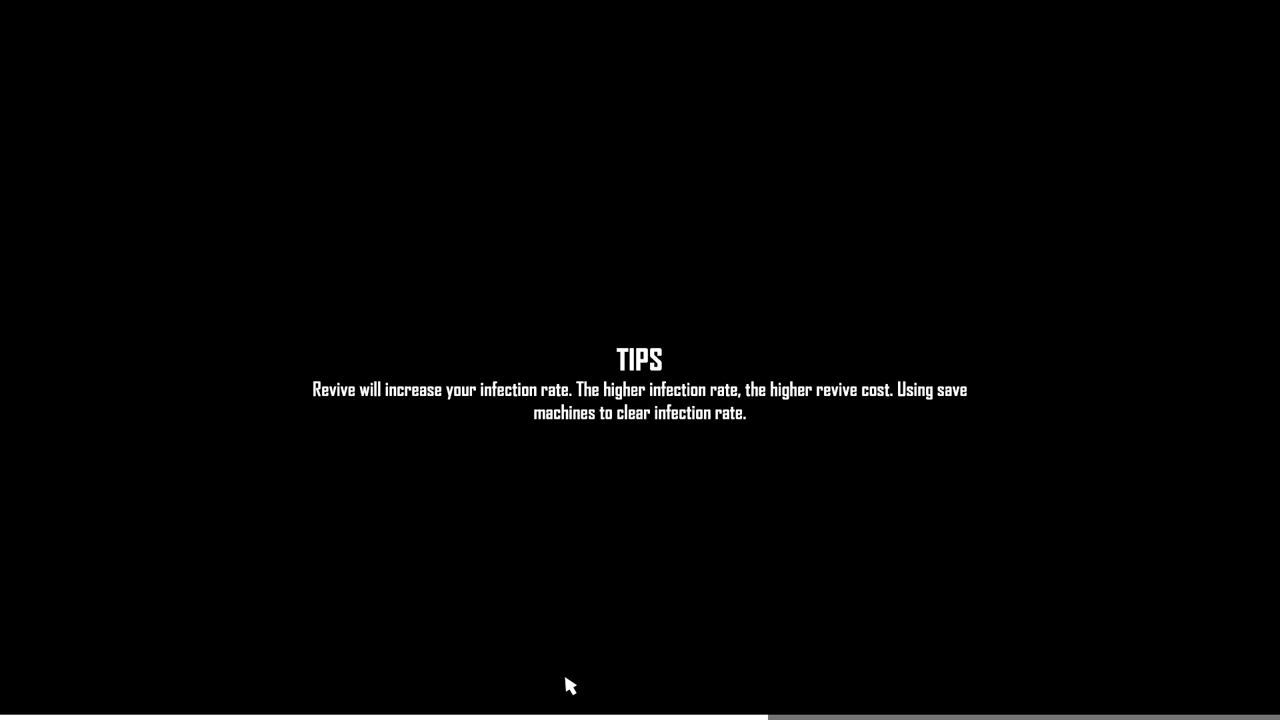 TIPS
Revive will increase your infection rate. The higher infection rate, the higher revive cost. Using save
machines to clear infection rate.